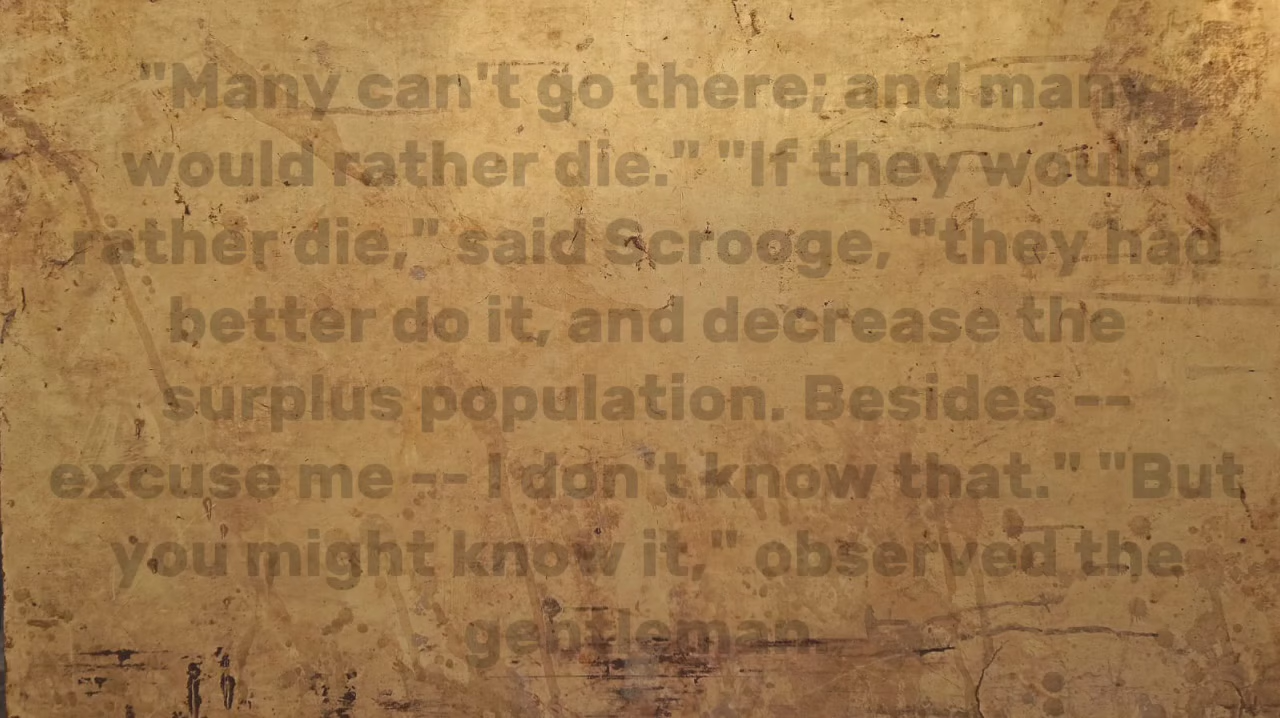 "Many can't go there; and many
would rather die." "If they would
rather die," said Scrooge, "they had
better do it, and decrease the
surplus population. Besides --
excuse me -- I don't know that." "But
you might know it," observed the
gentleman.